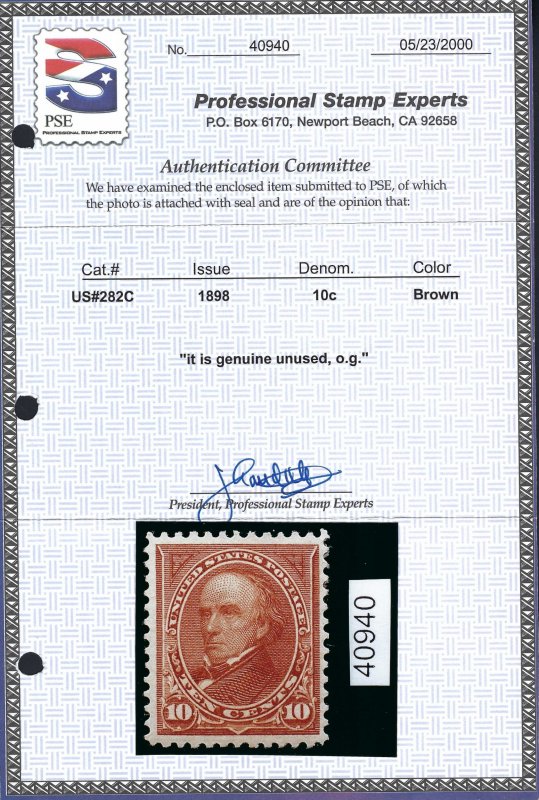 No. 40940 05/23/2000
PSE
PROFESSIONAL STAMP EXPERTS
Professional Stamp Experts
P.O. Box 6170, Newport Beach, CA 92658
Authentication Committee
We have examined the enclosed item submitted to PSE, of which
the photo is attached with seal and are of the opinion that:
Cat.# Issue Denom. Color
US#282C 1898 10c Brown
"it is genuine unused, o.g."
President, Professional Stamp Experts
UNITED STATES POSTAGE
TEN CENTS
10 10
40940